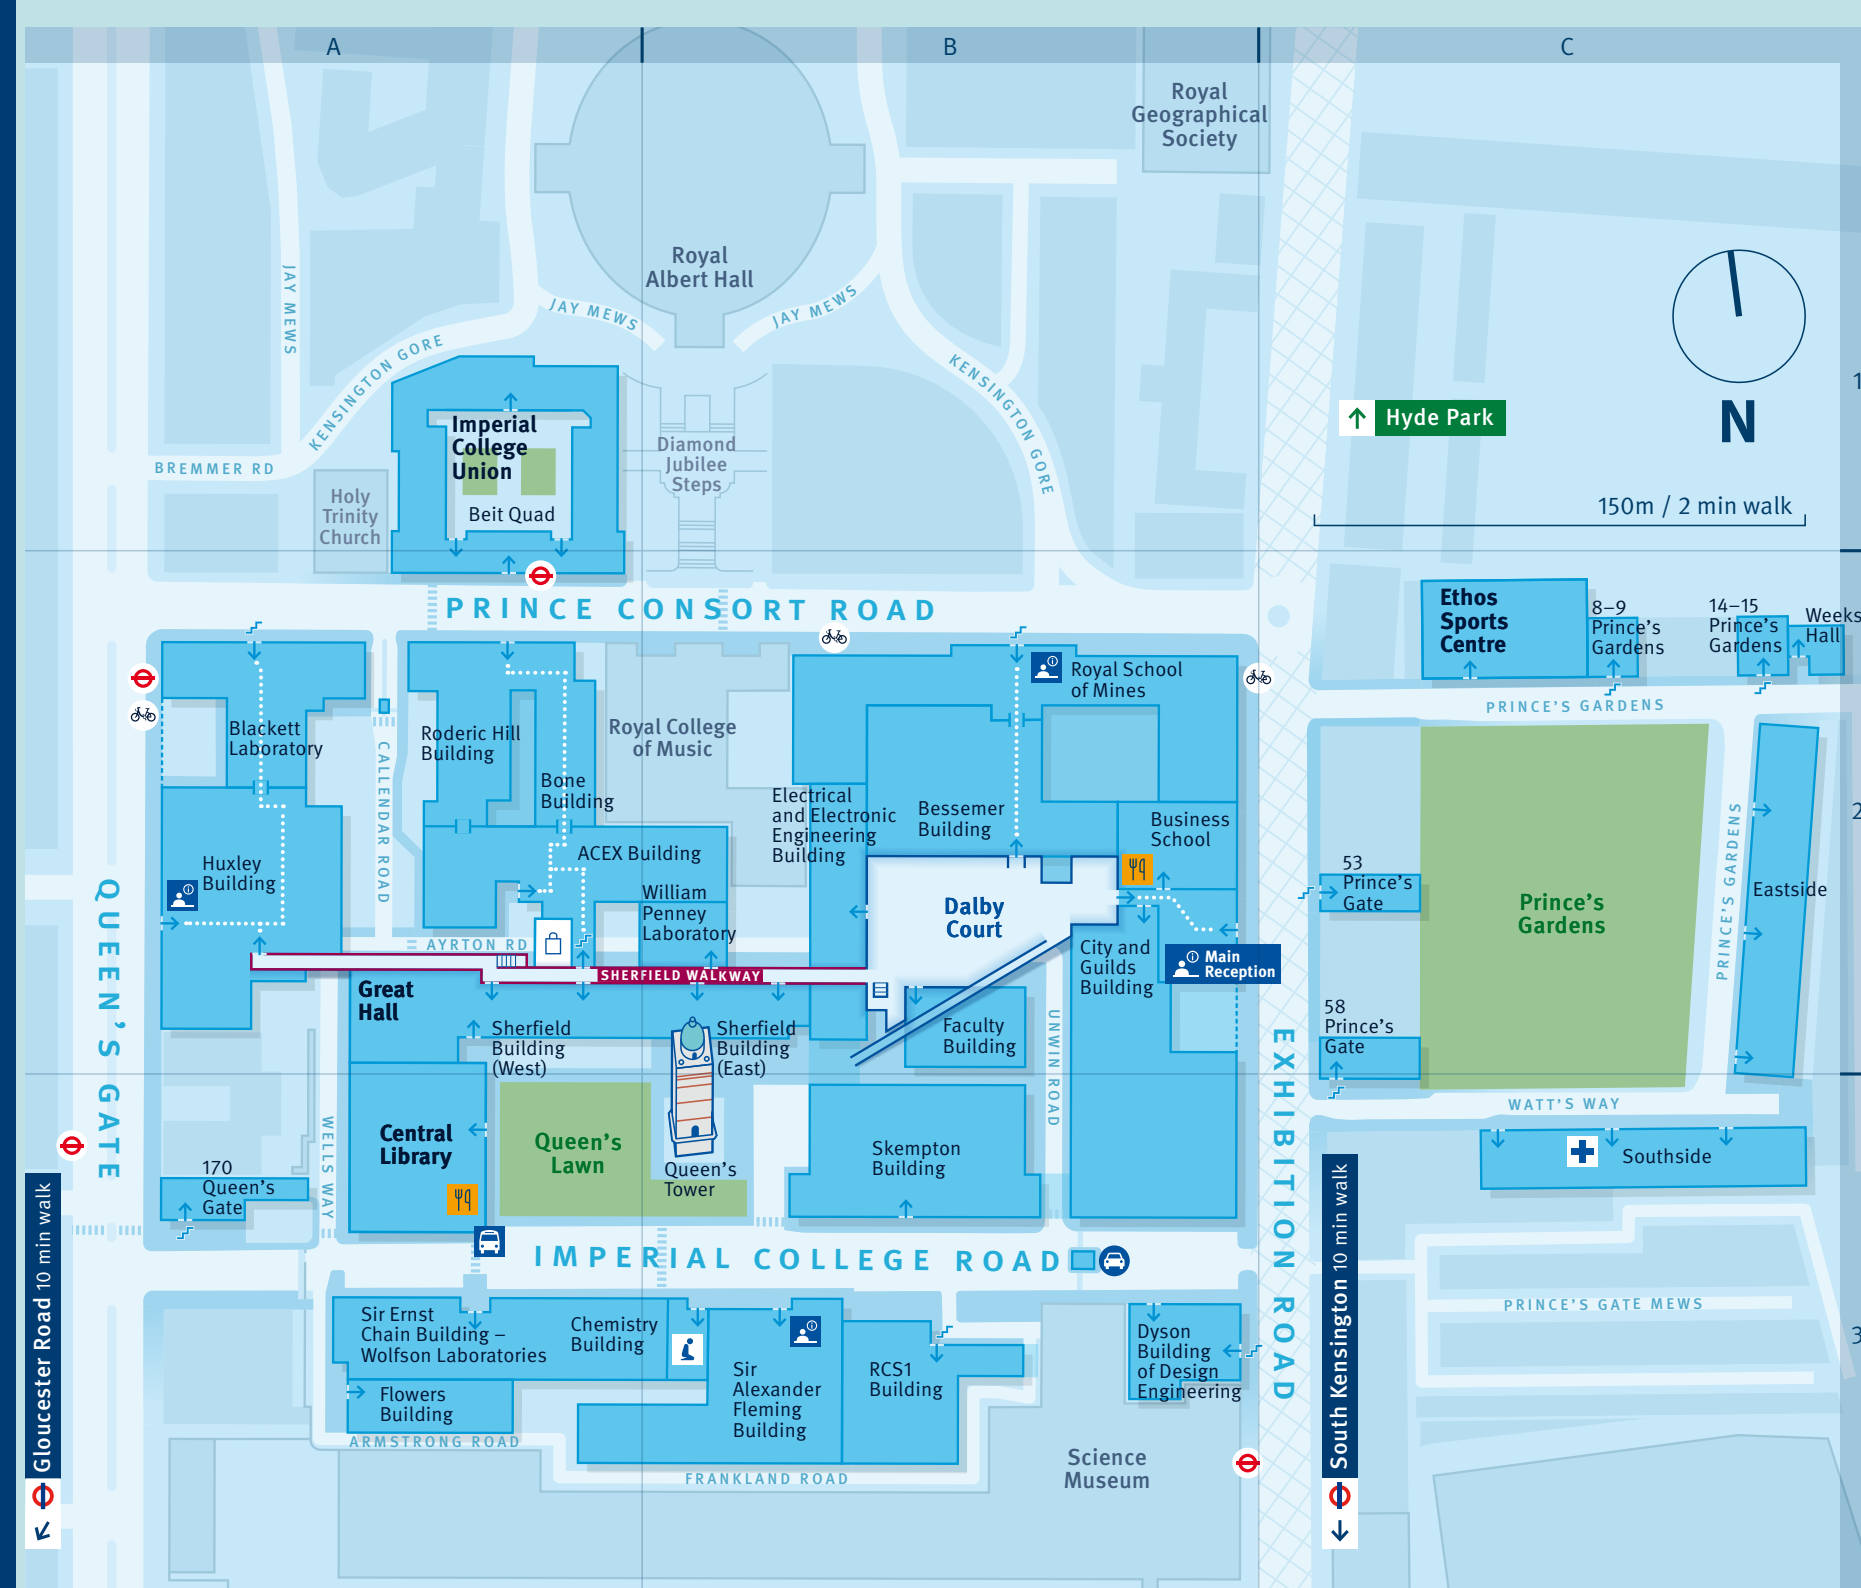 A
B
C
Royal
Geographical
Society
Royal
Albert Hall
JAY MEWS
JAY MEWS
JAY MEWS
KENSINGTON GORE
KENSINGTON GORE
BREMMER RD
Imperial
College
Union
Beit Quad
Holy
Trinity
Church
Diamond
Jubilee
Steps
Hyde Park
N
1
150m / 2 min walk
PRINCE CONSORT ROAD
Ethos
Sports
Centre
8–9
Prince's
Gardens
14–15
Prince's
Gardens
Weeks
Hall
PRINCE'S GARDENS
Blackett
Laboratory
CALLENDAR ROAD
Roderic Hill
Building
Bone
Building
Royal College
of Music
Royal School
of Mines
Electrical
and Electronic
Engineering
Building
Bessemer
Building
Business
School
2
Huxley
Building
ACEX Building
William
Penney
Laboratory
AYRTON RD
SHERFIELD WALKWAY
Dalby
Court
City and
Guilds
Building
Main
Reception
53
Prince's
Gate
58
Prince's
Gate
Prince's
Gardens
PRINCE'S GARDENS
Eastside
QUEEN'S GATE
Great
Hall
Sherfield
Building
(West)
Sherfield
Building
(East)
Faculty
Building
UNWIN ROAD
EXHIBITION ROAD
WATT'S WAY
Southside
WELLS WAY
Central
Library
Queen's
Lawn
Queen's
Tower
Skempton
Building
170
Queen's
Gate
IMPERIAL COLLEGE ROAD
Gloucester Road 10 min walk
South Kensington 10 min walk
PRINCE'S GATE MEWS
3
Sir Ernst
Chain Building –
Wolfson Laboratories
Chemistry
Building
Flowers
Building
Sir
Alexander
Fleming
Building
RCS1
Building
Dyson
Building
of Design
Engineering
ARMSTRONG ROAD
FRANKLAND ROAD
Science
Museum